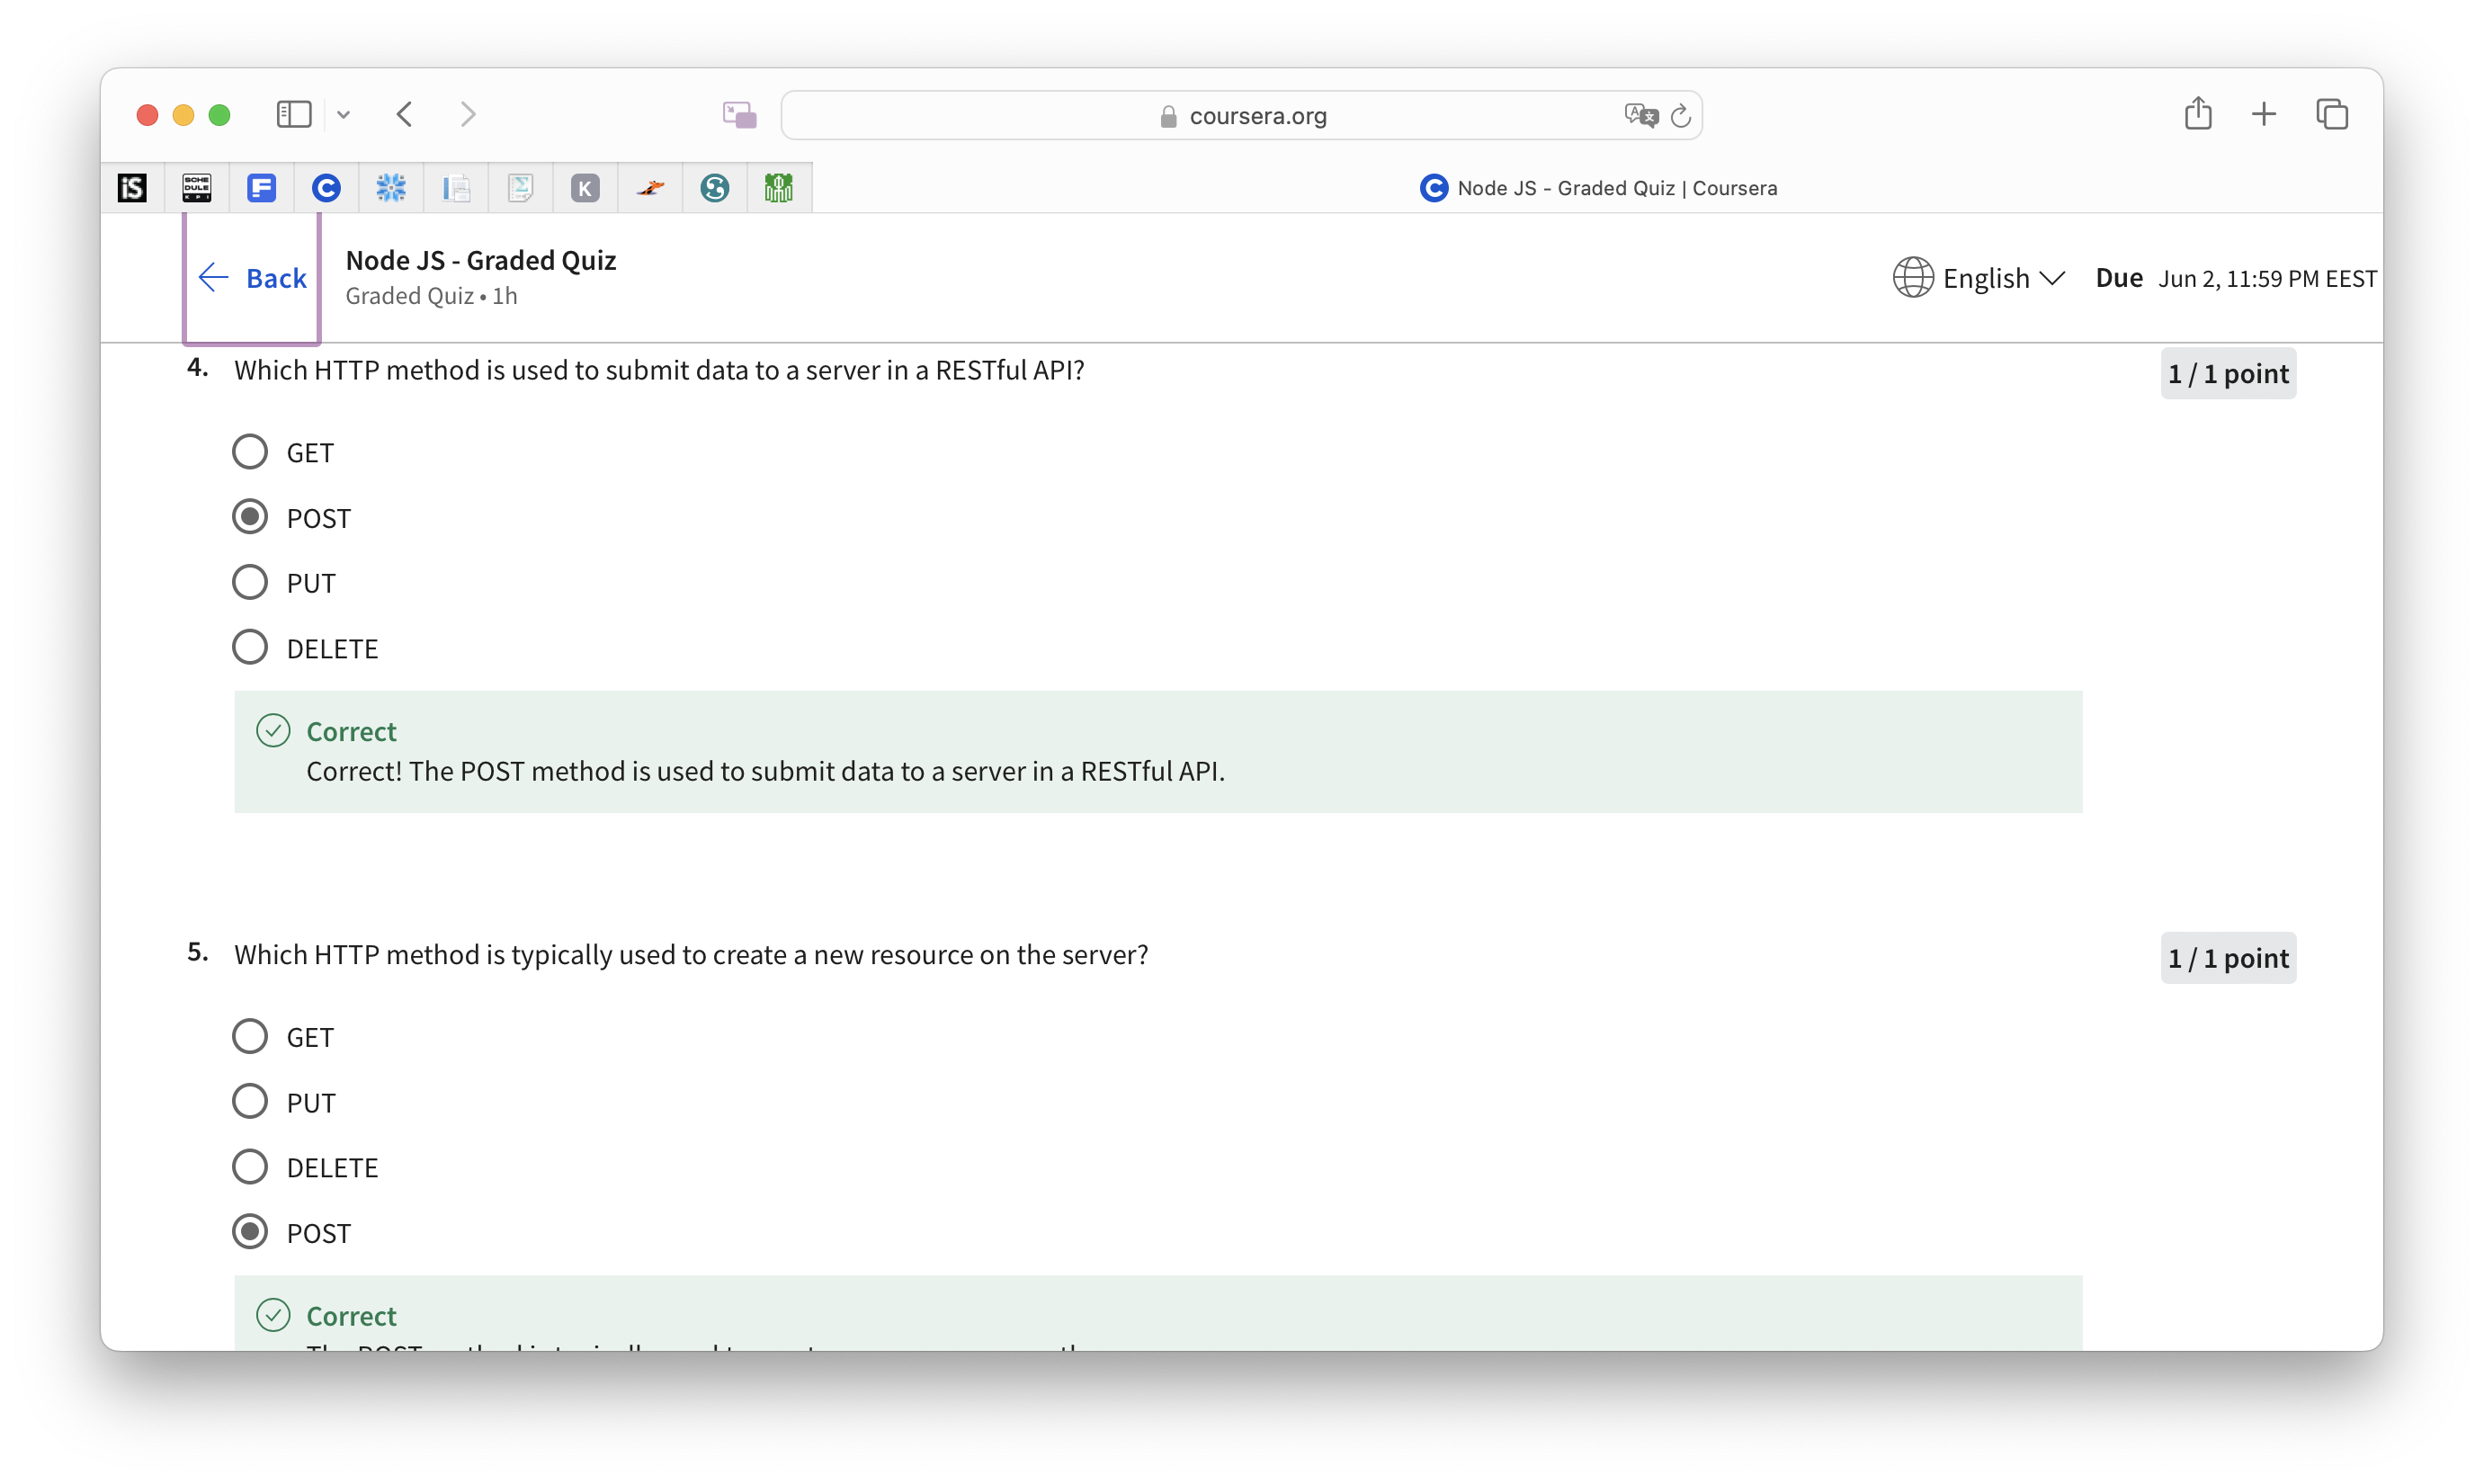 coursera.org
iS
SCHE
DULE
KPI
K
Node JS - Graded Quiz | Coursera
Back
Node JS - Graded Quiz
Graded Quiz • 1h
English
Due Jun 2, 11:59 PM EEST
4. Which HTTP method is used to submit data to a server in a RESTful API?
1 / 1 point
GET
POST
PUT
DELETE
Correct
Correct! The POST method is used to submit data to a server in a RESTful API.
5. Which HTTP method is typically used to create a new resource on the server?
1 / 1 point
GET
PUT
DELETE
POST
Correct